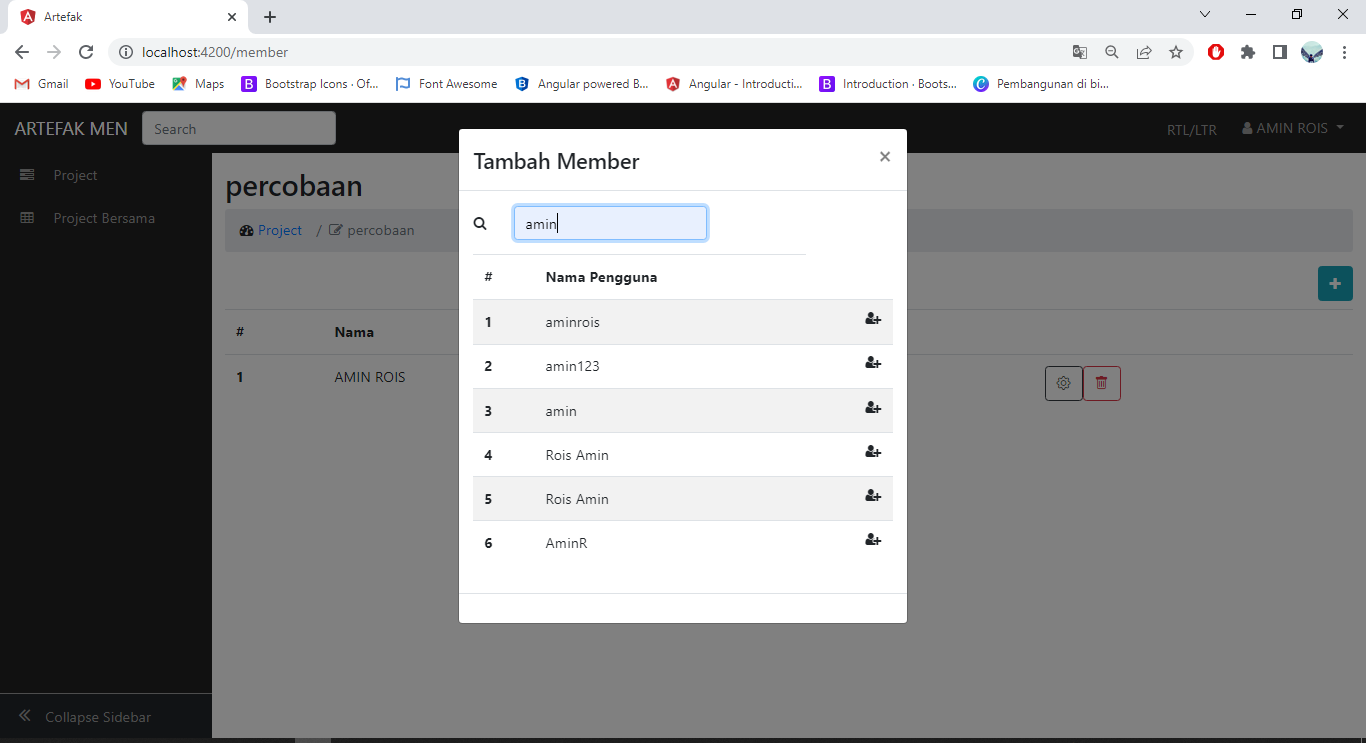 Artefak
localhost:4200/member
Gmail YouTube Maps Bootstrap Icons · Of... Font Awesome Angular powered B... Angular - Introducti... Introduction · Boots... Pembangunan di bi...
ARTEFAK MEN Search RTL/LTR AMIN ROIS
Project
Project Bersama
percobaan
Project / percobaan
# Nama
1 AMIN ROIS
Tambah Member ×
amin
# Nama Pengguna
1 aminrois
2 amin123
3 amin
4 Rois Amin
5 Rois Amin
6 AminR
Collapse Sidebar